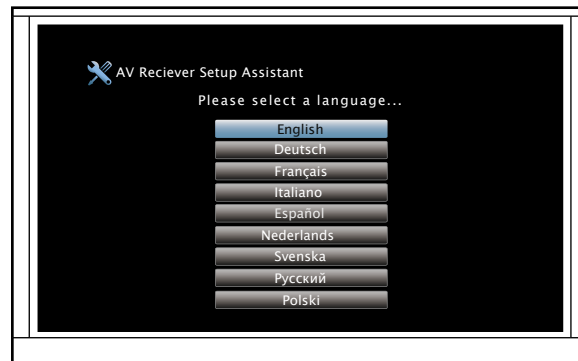 AV Reciever Setup Assistant
Please select a language...
English
Deutsch
Français
Italiano
Español
Nederlands
Svenska
Русский
Polski